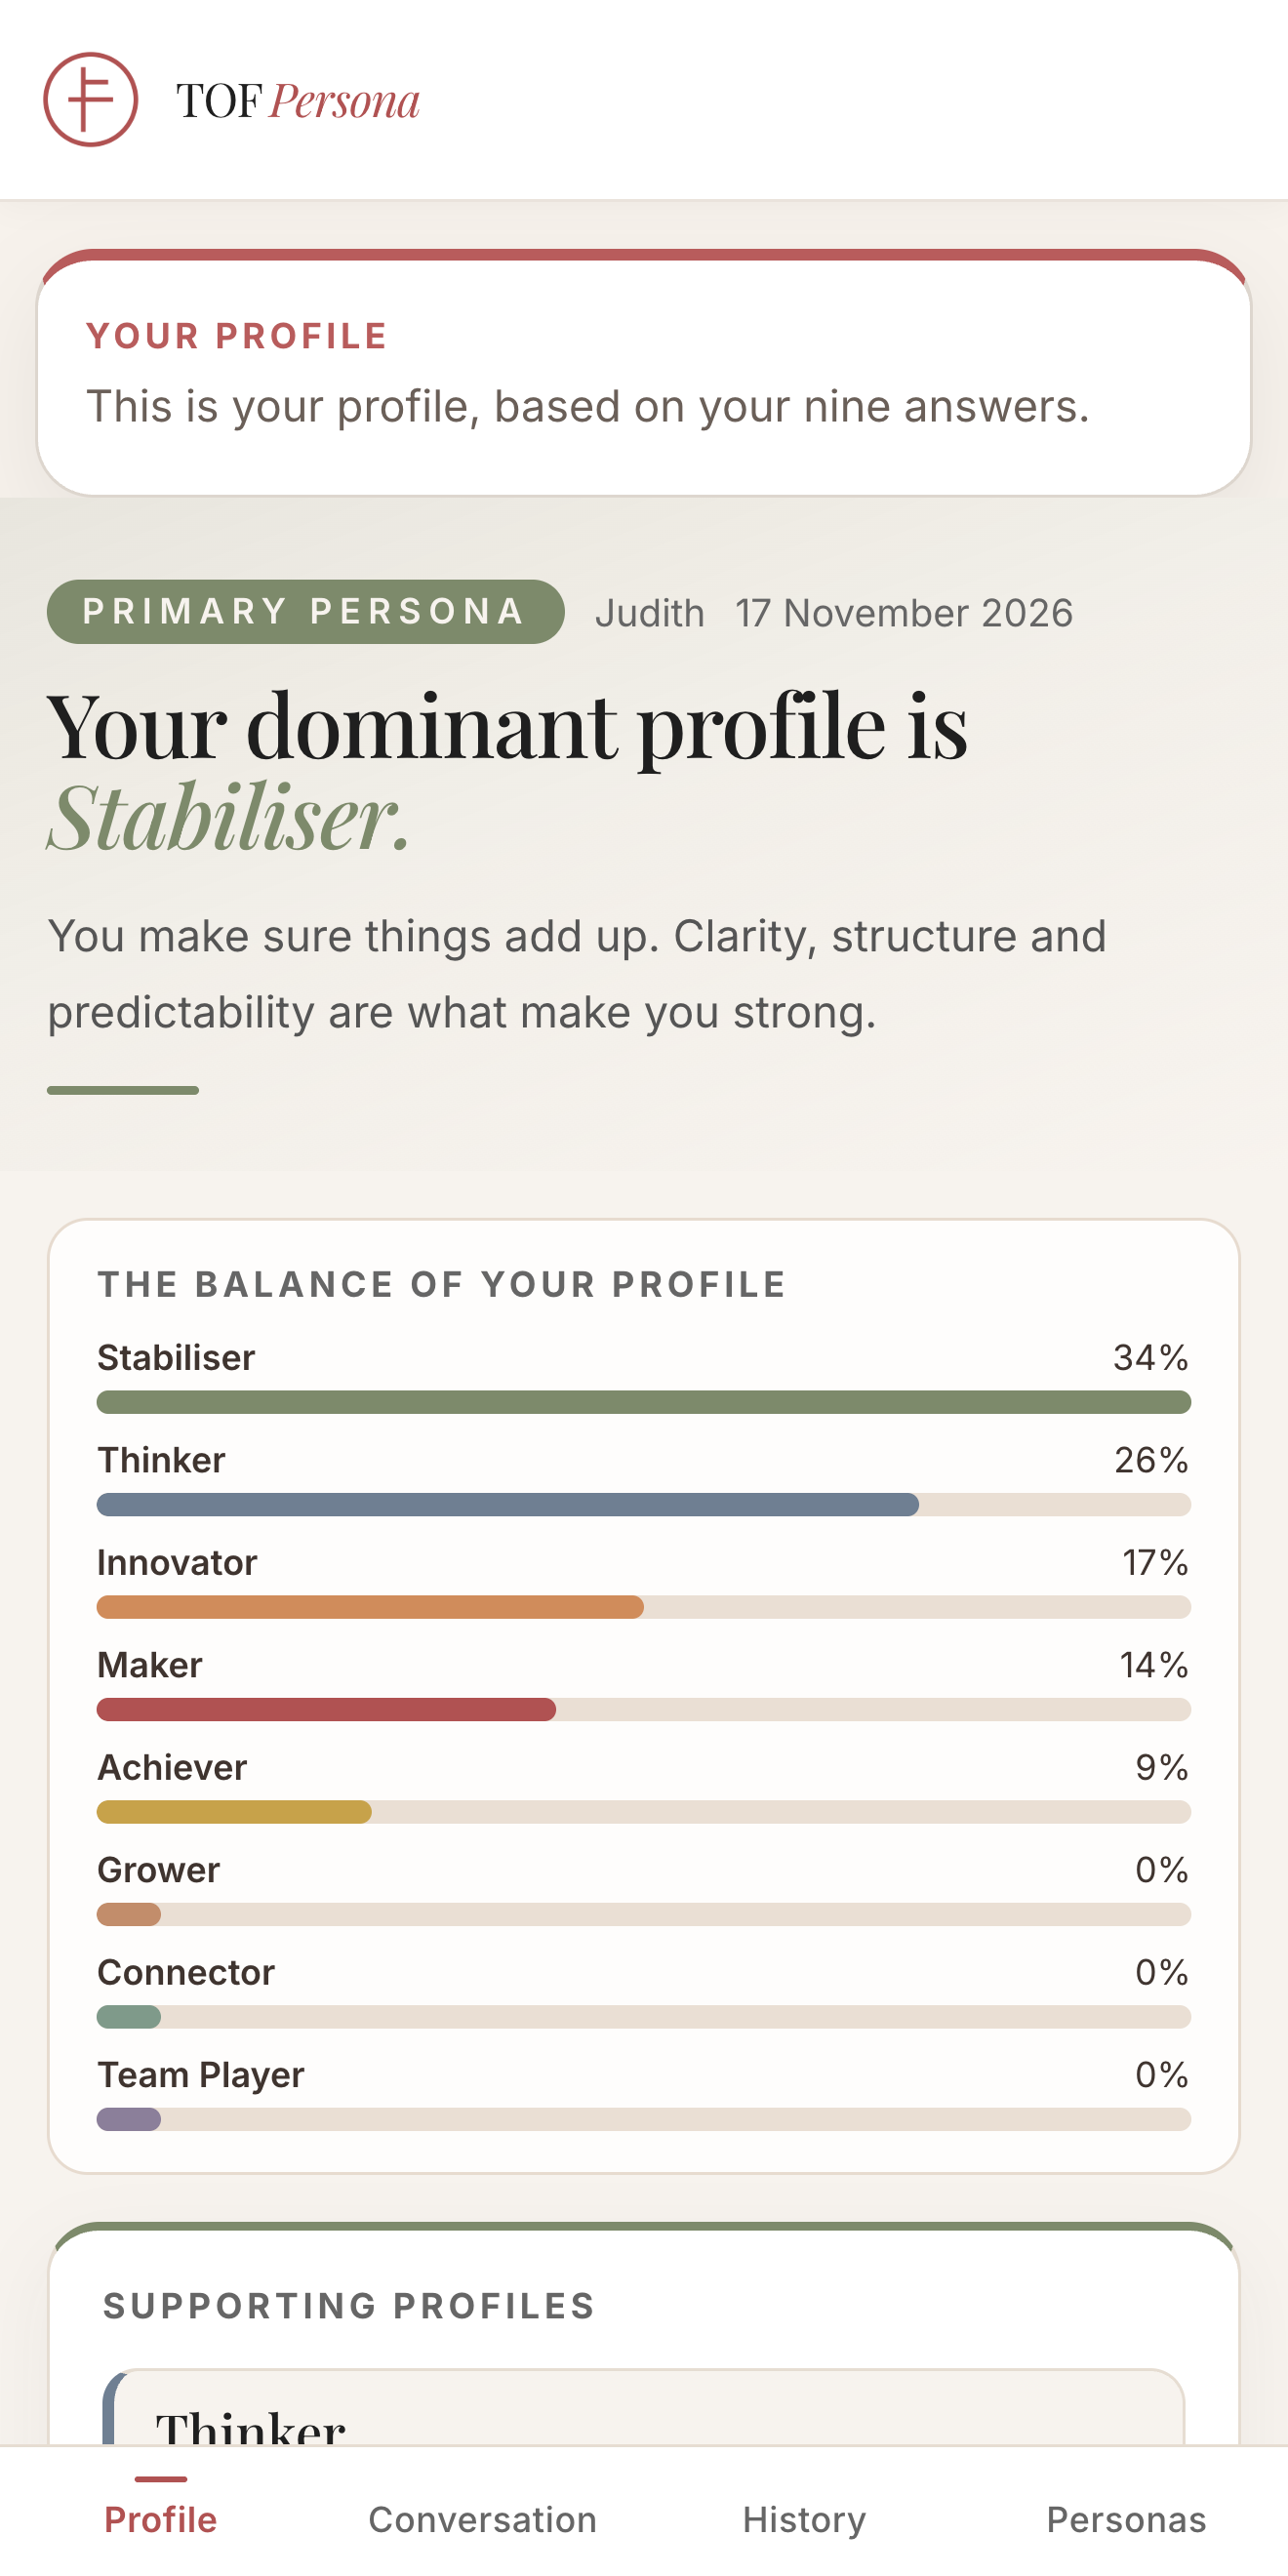 TOF Persona
YOUR PROFILE
This is your profile, based on your nine answers.
PRIMARY PERSONA Judith 17 November 2026
Your dominant profile is
Stabiliser.
You make sure things add up. Clarity, structure and
predictability are what make you strong.
THE BALANCE OF YOUR PROFILE
Stabiliser 34%
Thinker 26%
Innovator 17%
Maker 14%
Achiever 9%
Grower 0%
Connector 0%
Team Player 0%
SUPPORTING PROFILES
Thinker
Profile Conversation History Personas